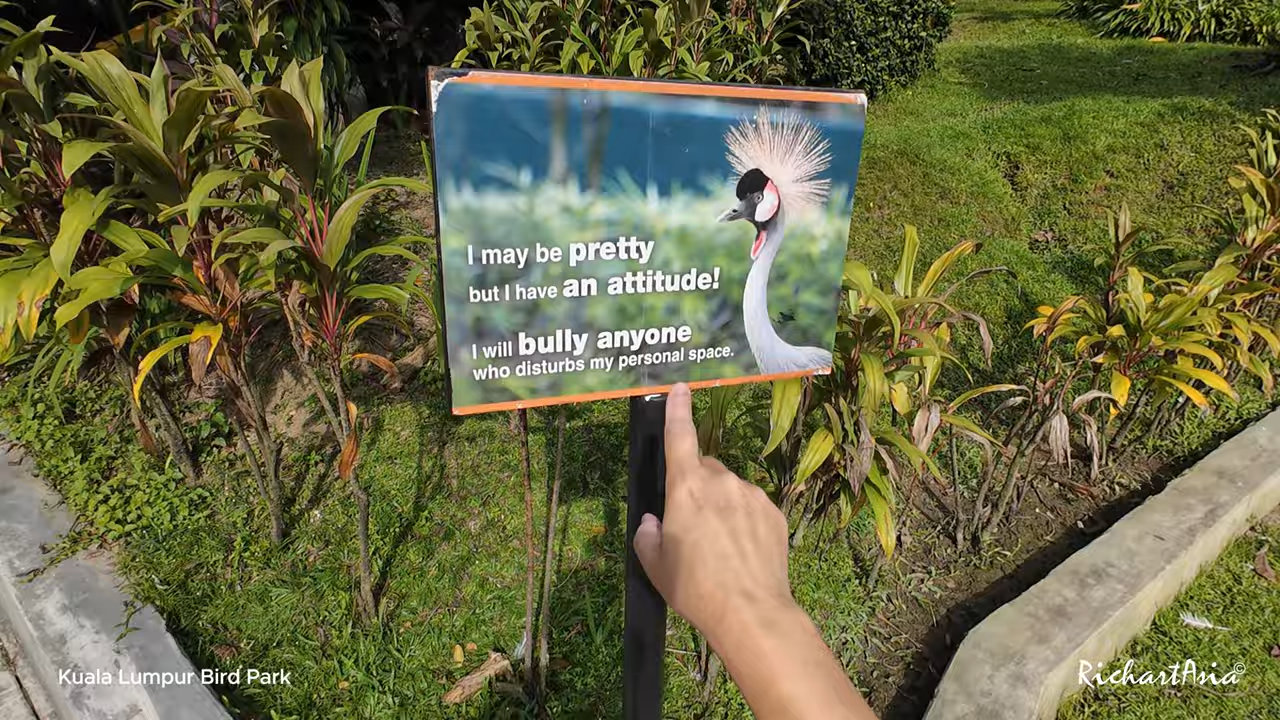 I may be pretty
but I have an attitude!
I will bully anyone
who disturbs my personal space.
Kuala Lumpur Bird Park
RichartAsia©